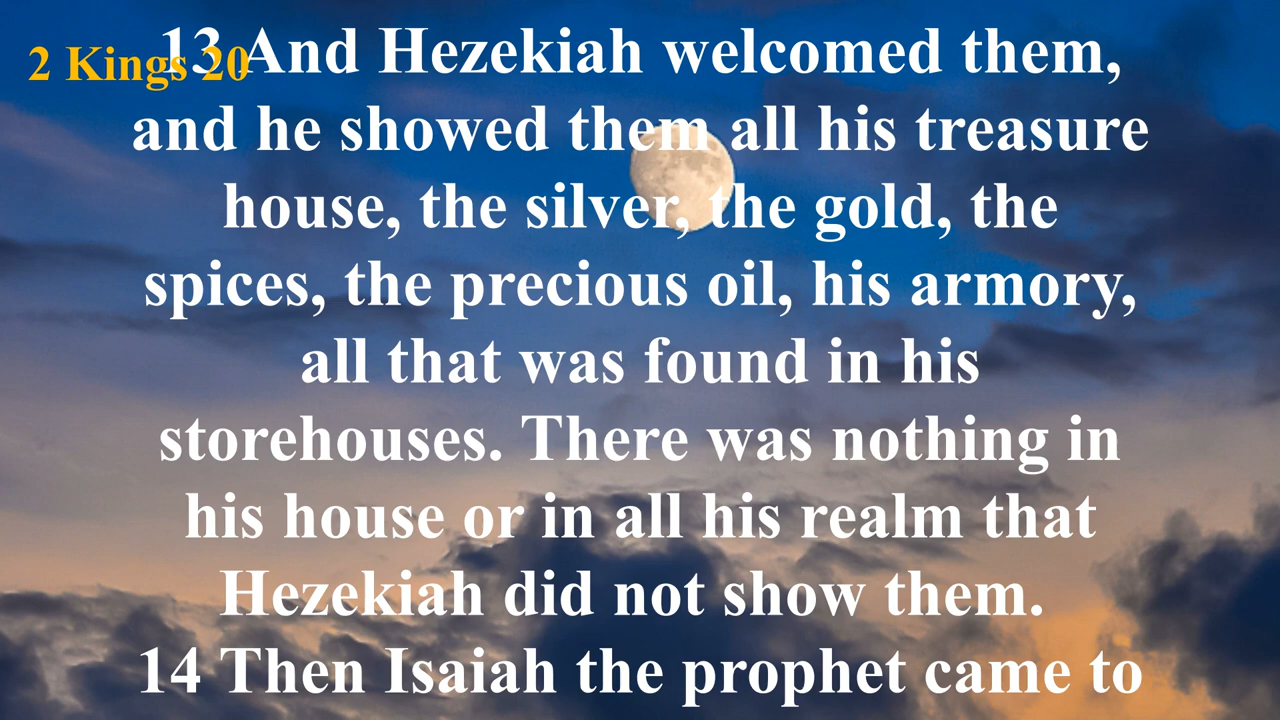 2 Kings 20
13 And Hezekiah welcomed them,
and he showed them all his treasure
house, the silver, the gold, the
spices, the precious oil, his armory,
all that was found in his
storehouses. There was nothing in
his house or in all his realm that
Hezekiah did not show them.
14 Then Isaiah the prophet came to